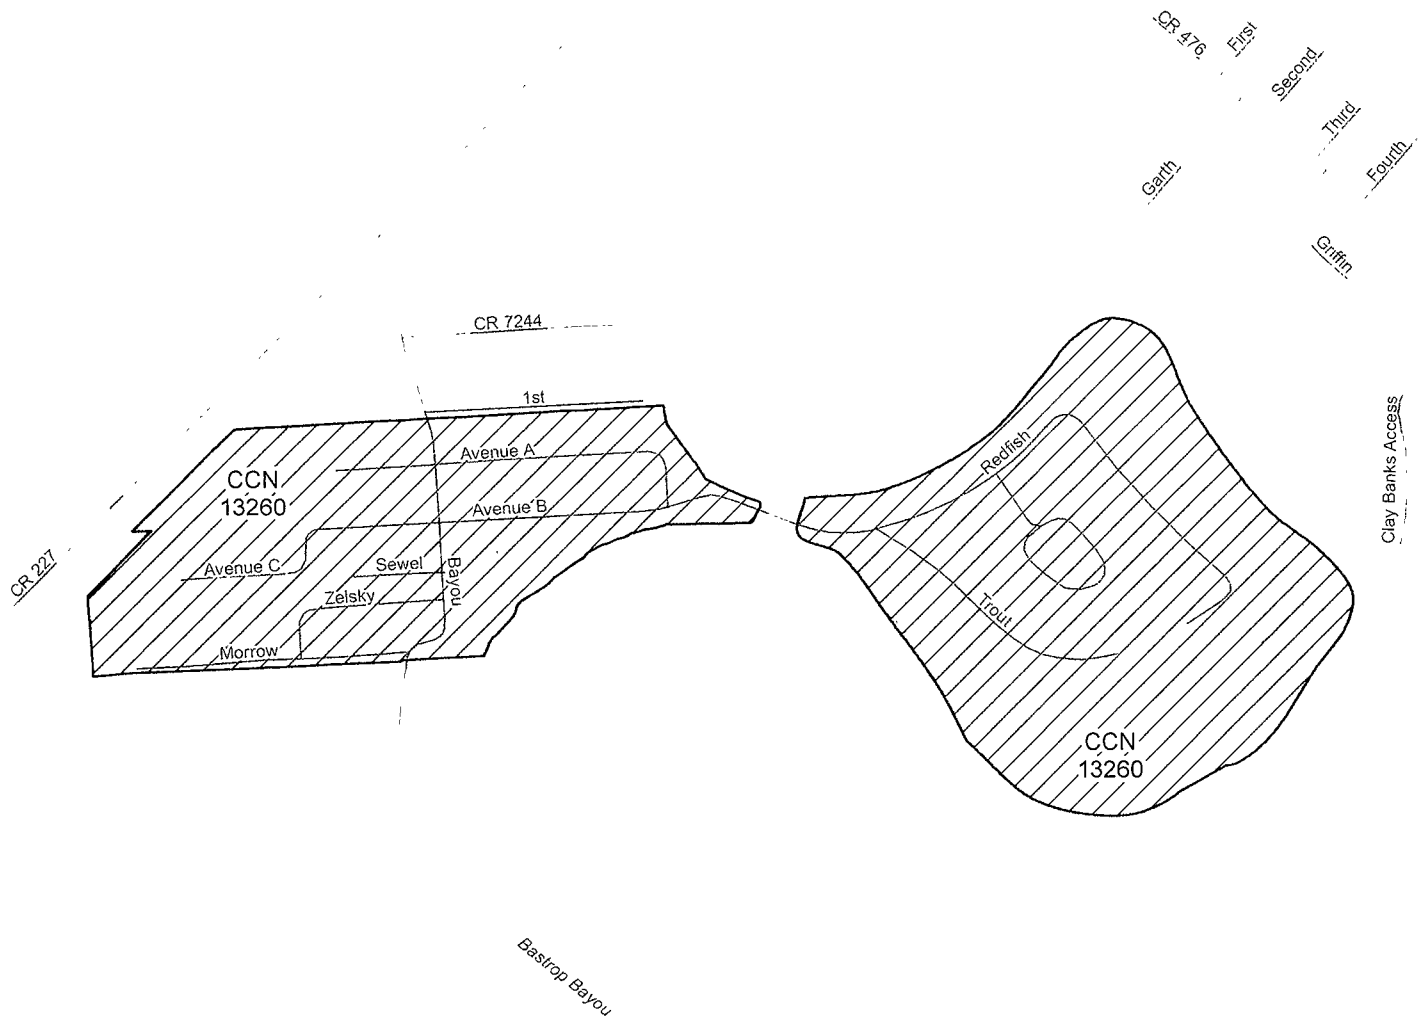 CR 476
First
Second
Third
Fourth
Garth
Griffin
CR 7244
1st
Clay Banks Access
Avenue A
Redfish
CCN
13260
Avenue B
CR 227
Avenue C
Sewel
Bayou
Zelsky
Trout
Morrow
CCN
13260
Bastrop Bayou